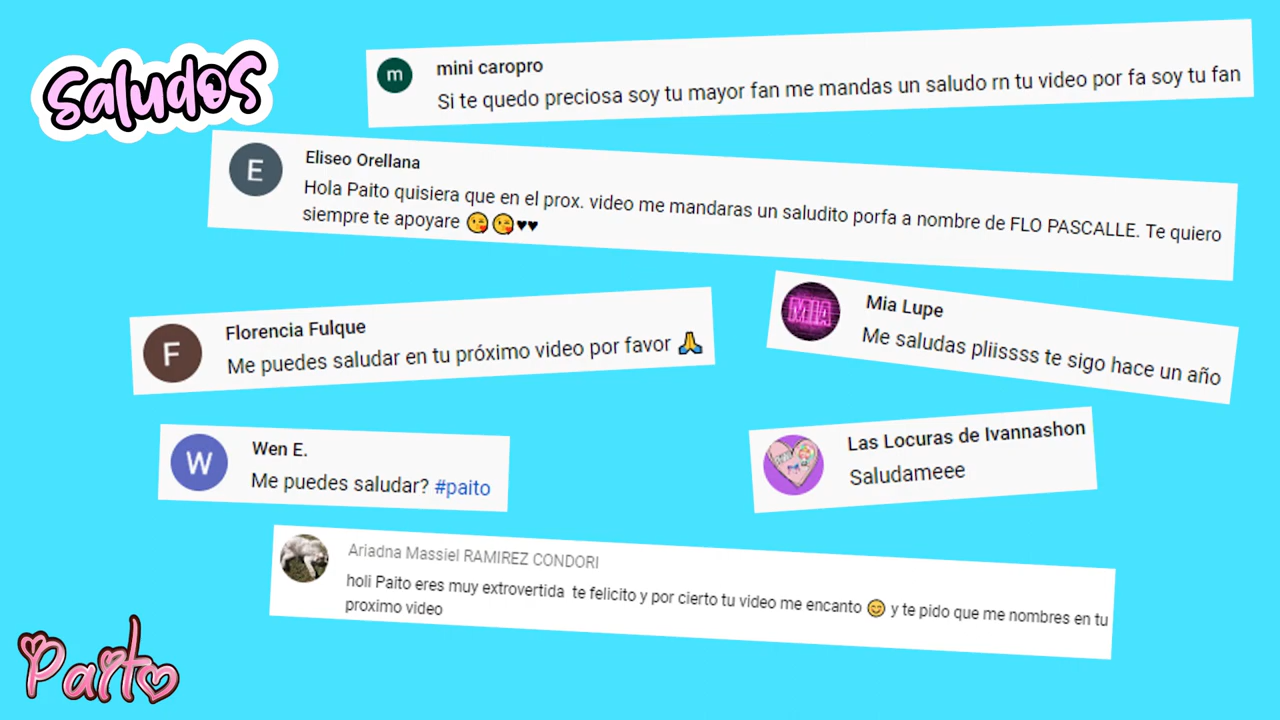 Saludos
m
mini caropro
Si te quedo preciosa soy tu mayor fan me mandas un saludo rn tu video por fa soy tu fan
E
Eliseo Orellana
Hola Paito quisiera que en el prox. video me mandaras un saludito porfa a nombre de FLO PASCALLE. Te quiero
siempre te apoyare 😘😘♥♥
F
Florencia Fulque
Me puedes saludar en tu próximo video por favor 🙏
MIA
Mia Lupe
Me saludas pliissss te sigo hace un año
W
Wen E.
Me puedes saludar? #paito
Las Locuras de Ivannashon
Saludameee
Ariadna Massiel RAMIREZ CONDORI
holi Paito eres muy extrovertida te felicito y por cierto tu video me encanto 😊 y te pido que me nombres en tu
proximo video
Paito